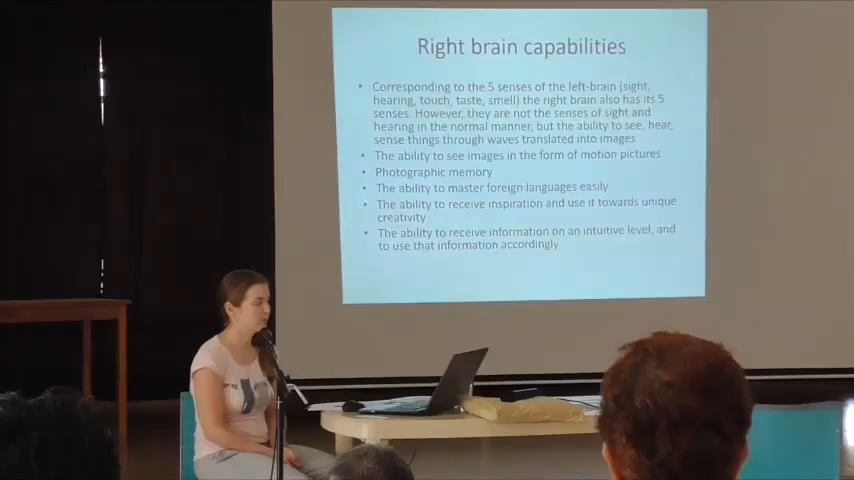 Right brain capabilities
• Corresponding to the 5 senses of the left-brain (sight,
hearing, touch, taste, smell) the right brain also has its 5
senses. However, they are not the senses of sight and
hearing in the normal manner, but the ability to see, hear,
sense things through waves translated into images
• The ability to see images in the form of motion pictures
• Photographic memory
• The ability to master foreign languages easily
• The ability to receive inspiration and use it towards unique
creativity
• The ability to receive information on an intuitive level, and
to use that information accordingly